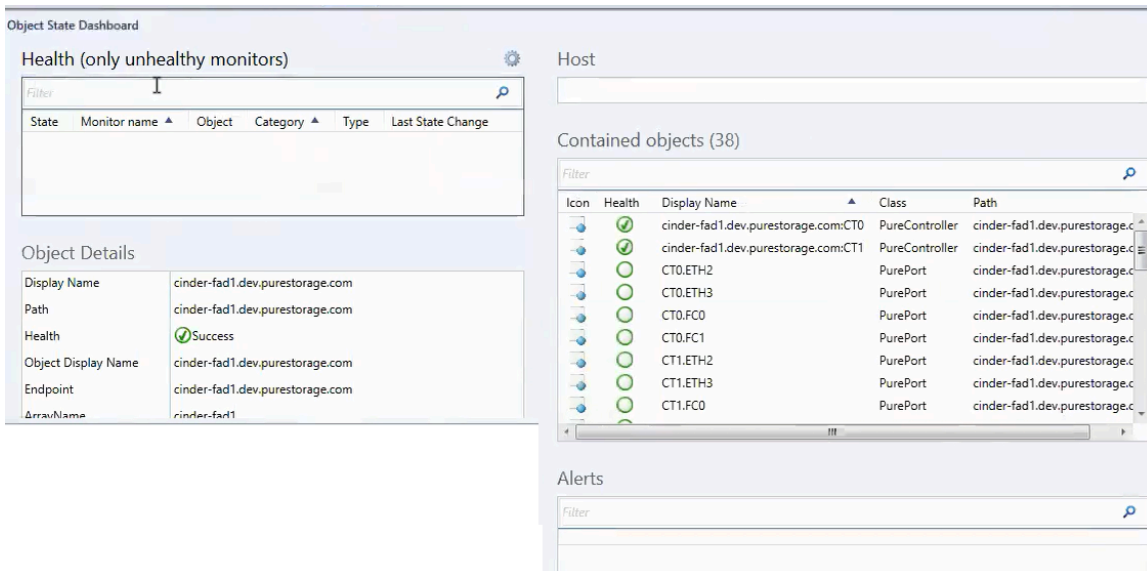 Object State Dashboard
Health (only unhealthy monitors)
Filter
State Monitor name Object Category Type Last State Change
Object Details
Display Name cinder-fad1.dev.purestorage.com
Path cinder-fad1.dev.purestorage.com
Health Success
Object Display Name cinder-fad1.dev.purestorage.com
Endpoint cinder-fad1.dev.purestorage.com
ArrayName cinder-fad1
Host
Contained objects (38)
Filter
Icon Health Display Name Class Path
cinder-fad1.dev.purestorage.com:CT0 PureController cinder-fad1.dev.purestorage.c
cinder-fad1.dev.purestorage.com:CT1 PureController cinder-fad1.dev.purestorage.c
CT0.ETH2 PurePort cinder-fad1.dev.purestorage.c
CT0.ETH3 PurePort cinder-fad1.dev.purestorage.c
CT0.FC0 PurePort cinder-fad1.dev.purestorage.c
CT0.FC1 PurePort cinder-fad1.dev.purestorage.c
CT1.ETH2 PurePort cinder-fad1.dev.purestorage.c
CT1.ETH3 PurePort cinder-fad1.dev.purestorage.c
CT1.FC0 PurePort cinder-fad1.dev.purestorage.c
Alerts
Filter